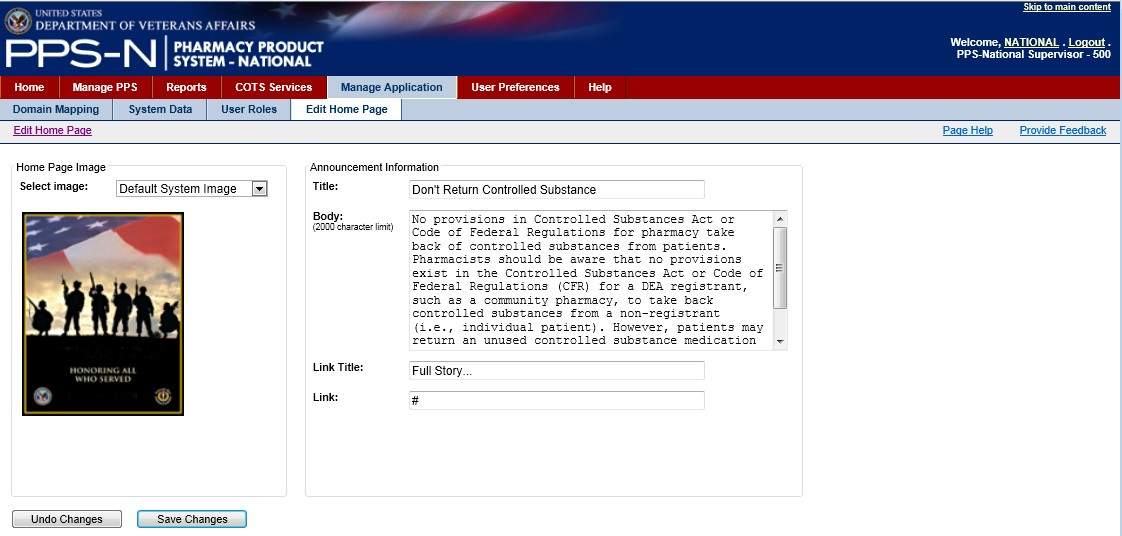 Skip to main content
UNITED STATES
DEPARTMENT OF VETERANS AFFAIRS
PPS-N
PHARMACY PRODUCT
SYSTEM - NATIONAL
Welcome, NATIONAL . Logout .
PPS-National Supervisor - 500
Home Manage PPS Reports COTS Services Manage Application User Preferences Help
Domain Mapping System Data User Roles Edit Home Page
Edit Home Page Page Help Provide Feedback
Home Page Image
Select image: Default System Image
HONORING ALL
WHO SERVED
Announcement Information
Title: Don't Return Controlled Substance
Body:
(2000 character limit)
No provisions in Controlled Substances Act or
Code of Federal Regulations for pharmacy take
back of controlled substances from patients.
Pharmacists should be aware that no provisions
exist in the Controlled Substances Act or Code of
Federal Regulations (CFR) for a DEA registrant,
such as a community pharmacy, to take back
controlled substances from a non-registrant
(i.e., individual patient). However, patients may
return an unused controlled substance medication
Link Title: Full Story...
Link: #
Undo Changes Save Changes